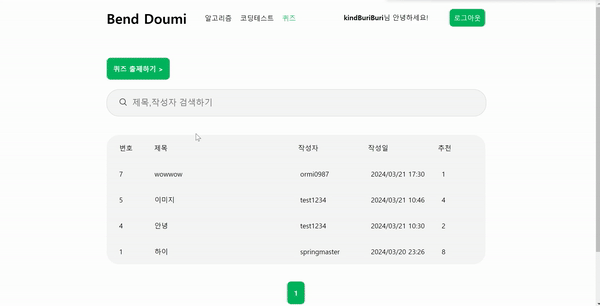 Bend Doumi 알고리즘 코딩테스트 퀴즈 kindBuriBuri님 안녕하세요! 로그아웃
퀴즈 출제하기 >
제목,작성자 검색하기
번호 제목 작성자 작성일 추천
7 wowwow ormi0987 2024/03/21 17:30 1
5 이미지 test1234 2024/03/21 10:46 4
4 안녕 test1234 2024/03/21 10:30 2
1 하이 springmaster 2024/03/20 23:26 8
1